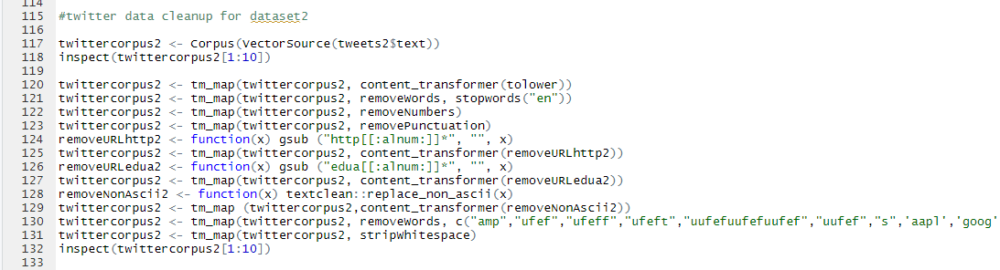 114
115 #twitter data cleanup for dataset2
116
117 twittercorpus2 <- Corpus(VectorSource(tweets2$text))
118 inspect(twittercorpus2[1:10])
119
120 twittercorpus2 <- tm_map(twittercorpus2, content_transformer(tolower))
121 twittercorpus2 <- tm_map(twittercorpus2, removeWords, stopwords("en"))
122 twittercorpus2 <- tm_map(twittercorpus2, removeNumbers)
123 twittercorpus2 <- tm_map(twittercorpus2, removePunctuation)
124 removeURLhttp2 <- function(x) gsub ("http[[:alnum:]]*", "", x)
125 twittercorpus2 <- tm_map(twittercorpus2, content_transformer(removeURLhttp2))
126 removeURLedua2 <- function(x) gsub ("edua[[:alnum:]]*", "", x)
127 twittercorpus2 <- tm_map(twittercorpus2, content_transformer(removeURLedua2))
128 removeNonAscii2 <- function(x) textclean::replace_non_ascii(x)
129 twittercorpus2 <- tm_map (twittercorpus2,content_transformer(removeNonAscii2))
130 twittercorpus2 <- tm_map(twittercorpus2, removeWords, c("amp","ufef","ufeff","ufeft","uufefuufefuufef","uufef","s",'aapl','goog'
131 twittercorpus2 <- tm_map(twittercorpus2, stripWhitespace)
132 inspect(twittercorpus2[1:10])
133